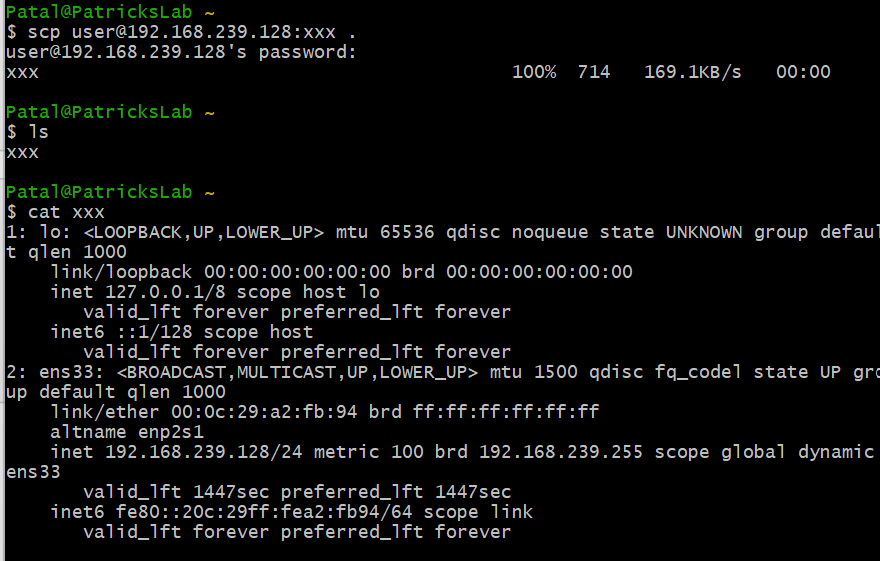 Patal@PatricksLab ~
$ scp user@192.168.239.128:xxx .
user@192.168.239.128's password:
xxx 100% 714 169.1KB/s 00:00
Patal@PatricksLab ~
$ ls
xxx
Patal@PatricksLab ~
$ cat xxx
1: lo: <LOOPBACK,UP,LOWER_UP> mtu 65536 qdisc noqueue state UNKNOWN group defaul
t qlen 1000
link/loopback 00:00:00:00:00:00 brd 00:00:00:00:00:00
inet 127.0.0.1/8 scope host lo
valid_lft forever preferred_lft forever
inet6 ::1/128 scope host
valid_lft forever preferred_lft forever
2: ens33: <BROADCAST,MULTICAST,UP,LOWER_UP> mtu 1500 qdisc fq_codel state UP gro
up default qlen 1000
link/ether 00:0c:29:a2:fb:94 brd ff:ff:ff:ff:ff:ff
altname enp2s1
inet 192.168.239.128/24 metric 100 brd 192.168.239.255 scope global dynamic
ens33
valid_lft 1447sec preferred_lft 1447sec
inet6 fe80::20c:29ff:fea2:fb94/64 scope link
valid_lft forever preferred_lft forever